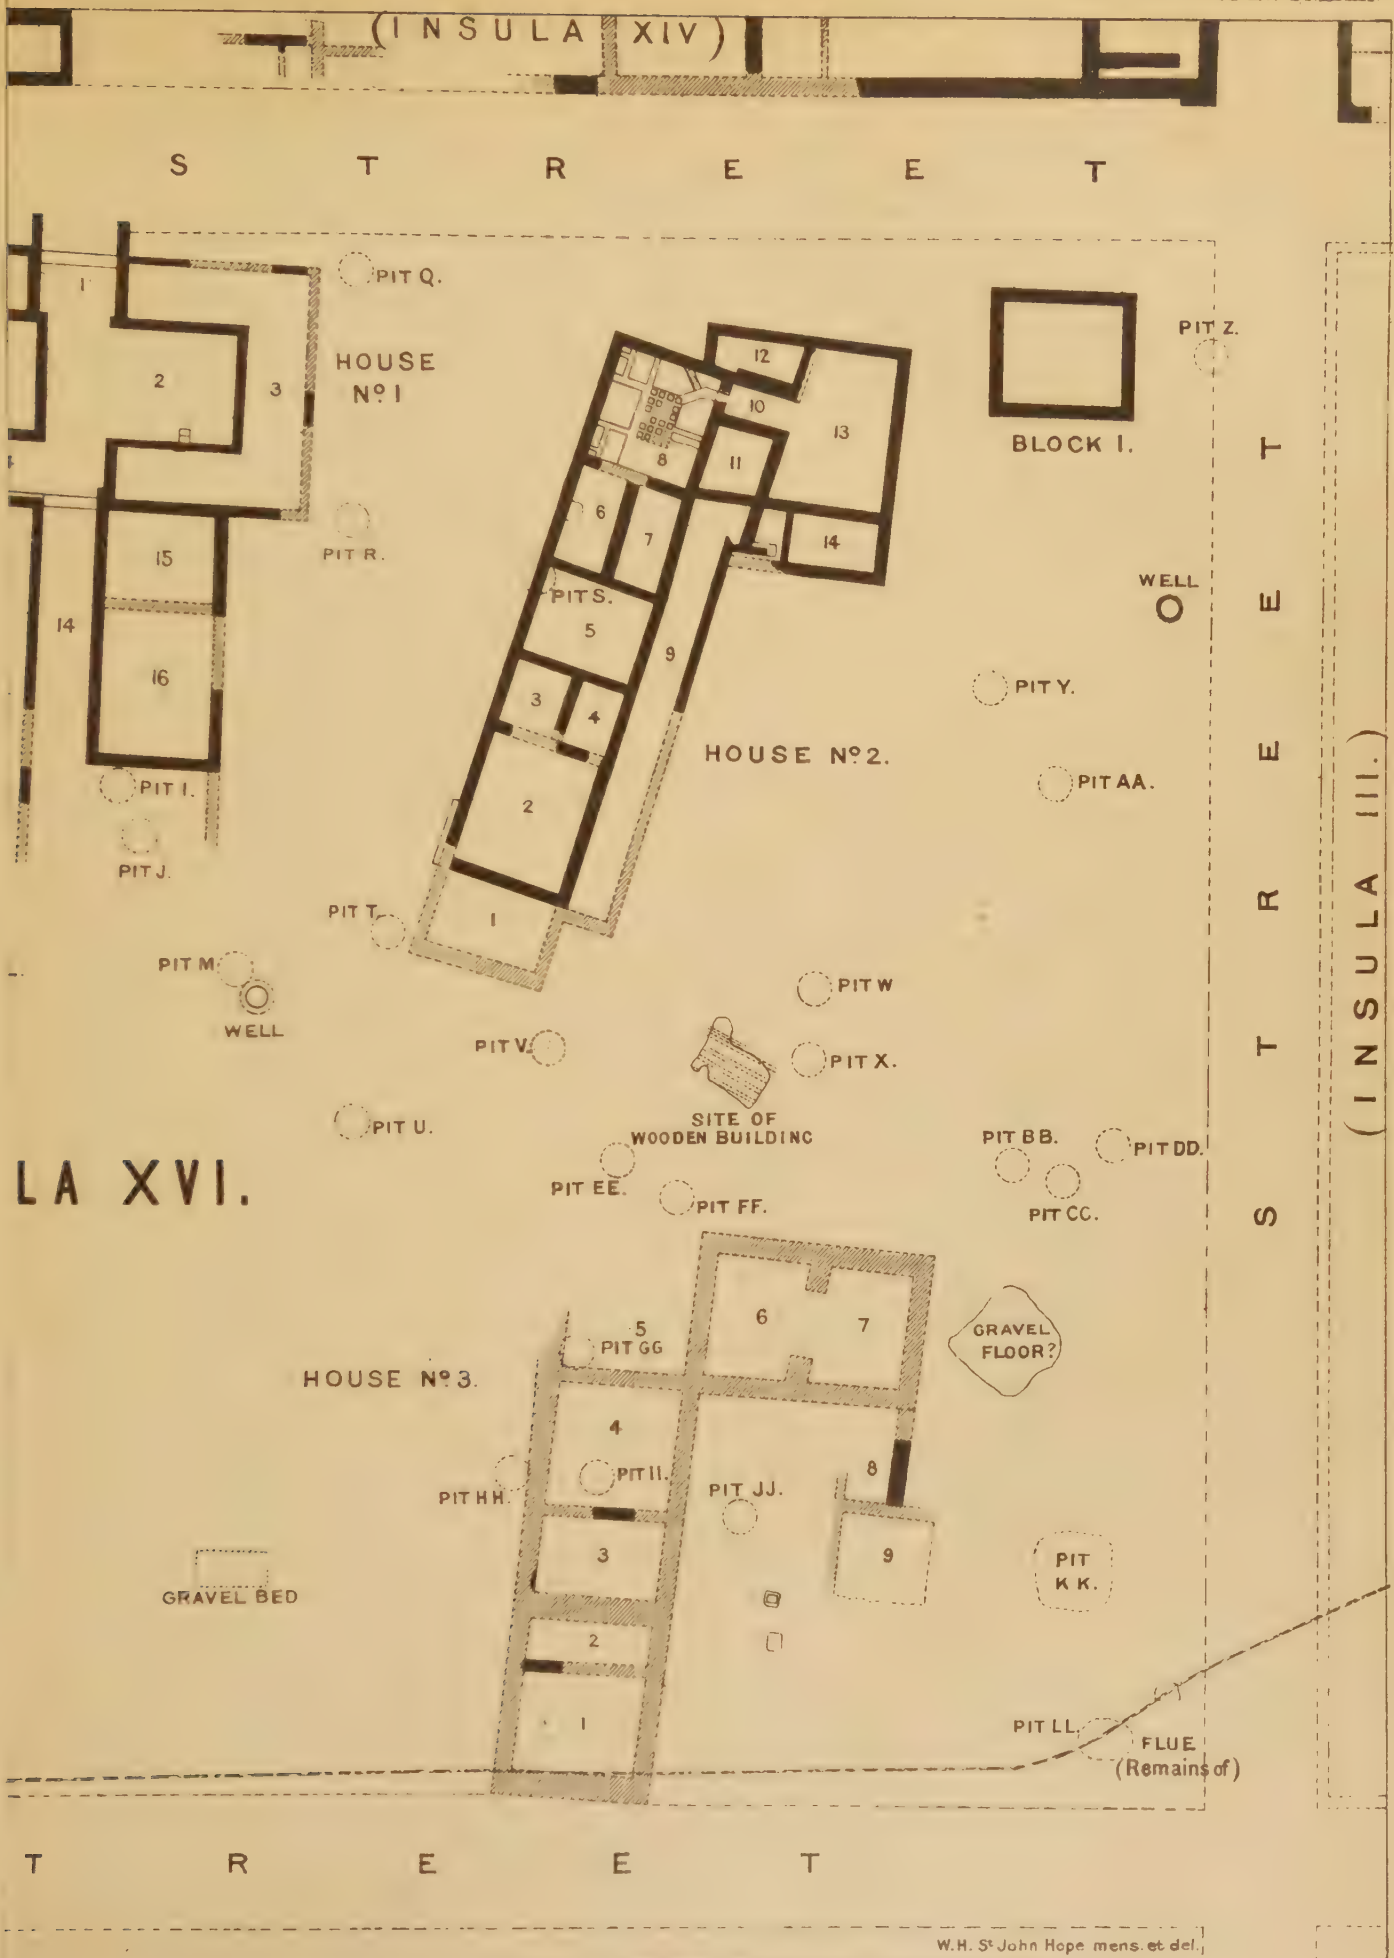 (INSULA XIV)
STREET
PIT Q.
1
HOUSE
Nº 1
2
3
PIT Z.
12
10
13
11
8
BLOCK I.
6
7
14
15
PIT R.
PIT S.
5
WELL
14
16
9
3
4
PIT Y.
HOUSE Nº 2.
PIT AA.
PIT I.
2
PIT J.
1
PIT T.
STREET
(INSULA III.)
PIT M
WELL
PIT W
PIT V.
PIT X.
SITE OF
WOODEN BUILDING
PIT U.
PIT BB.
PIT DD.
PIT CC.
LA XVI.
PIT EE.
PIT FF.
6
7
5
PIT GG
GRAVEL
FLOOR?
HOUSE Nº 3.
4
PIT II.
PIT HH.
PIT JJ.
8
3
9
PIT
KK.
GRAVEL BED
2
1
PIT LL.
FLUE
(Remains of)
TREET
W.H. St John Hope mens. et del.